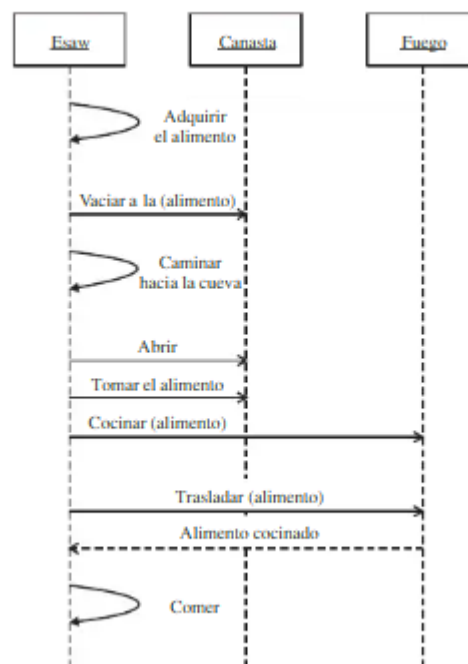 Esaw
Canasta
Fuego
Adquirir
el alimento
Vaciar a la (alimento)
Caminar
hacia la cueva
Abrir
Tomar el alimento
Cocinar (alimento)
Trasladar (alimento)
Alimento cocinado
Comer